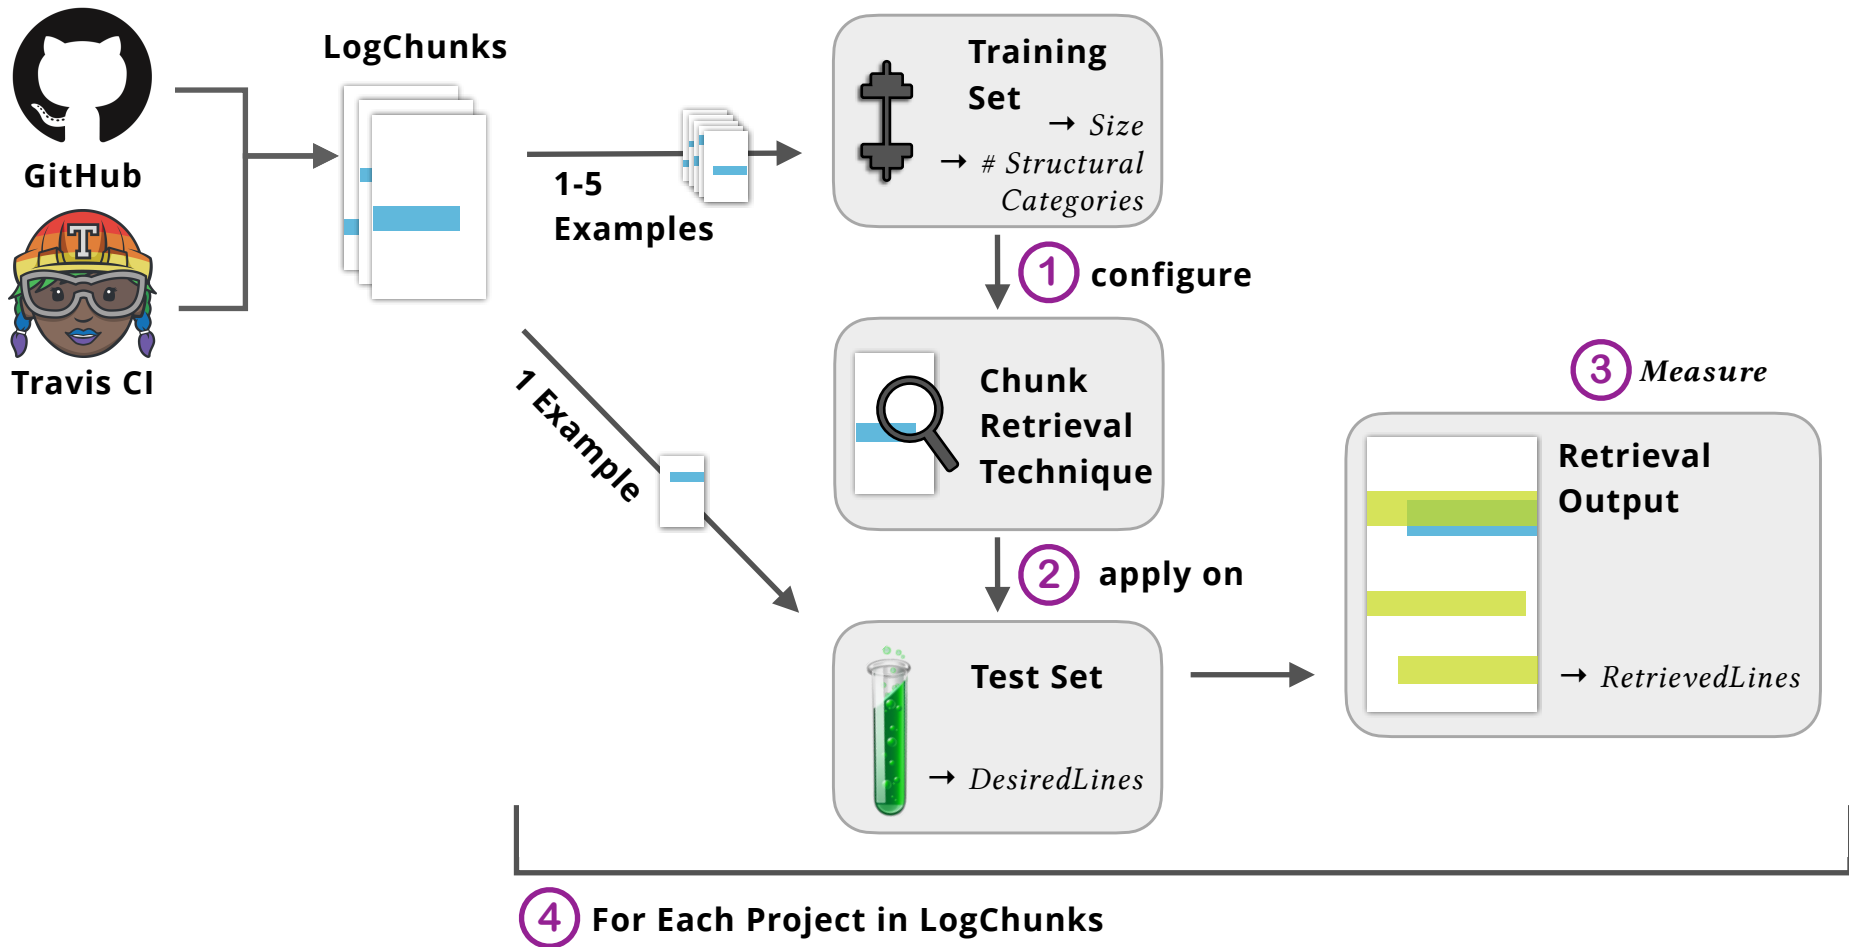 GitHub
Travis CI
T
LogChunks
1-5
Examples
1 Example
Training
Set
→ Size
→ # Structural
Categories
1 configure
Chunk
Retrieval
Technique
2 apply on
Test Set
→ DesiredLines
3 Measure
Retrieval
Output
→ RetrievedLines
4 For Each Project in LogChunks